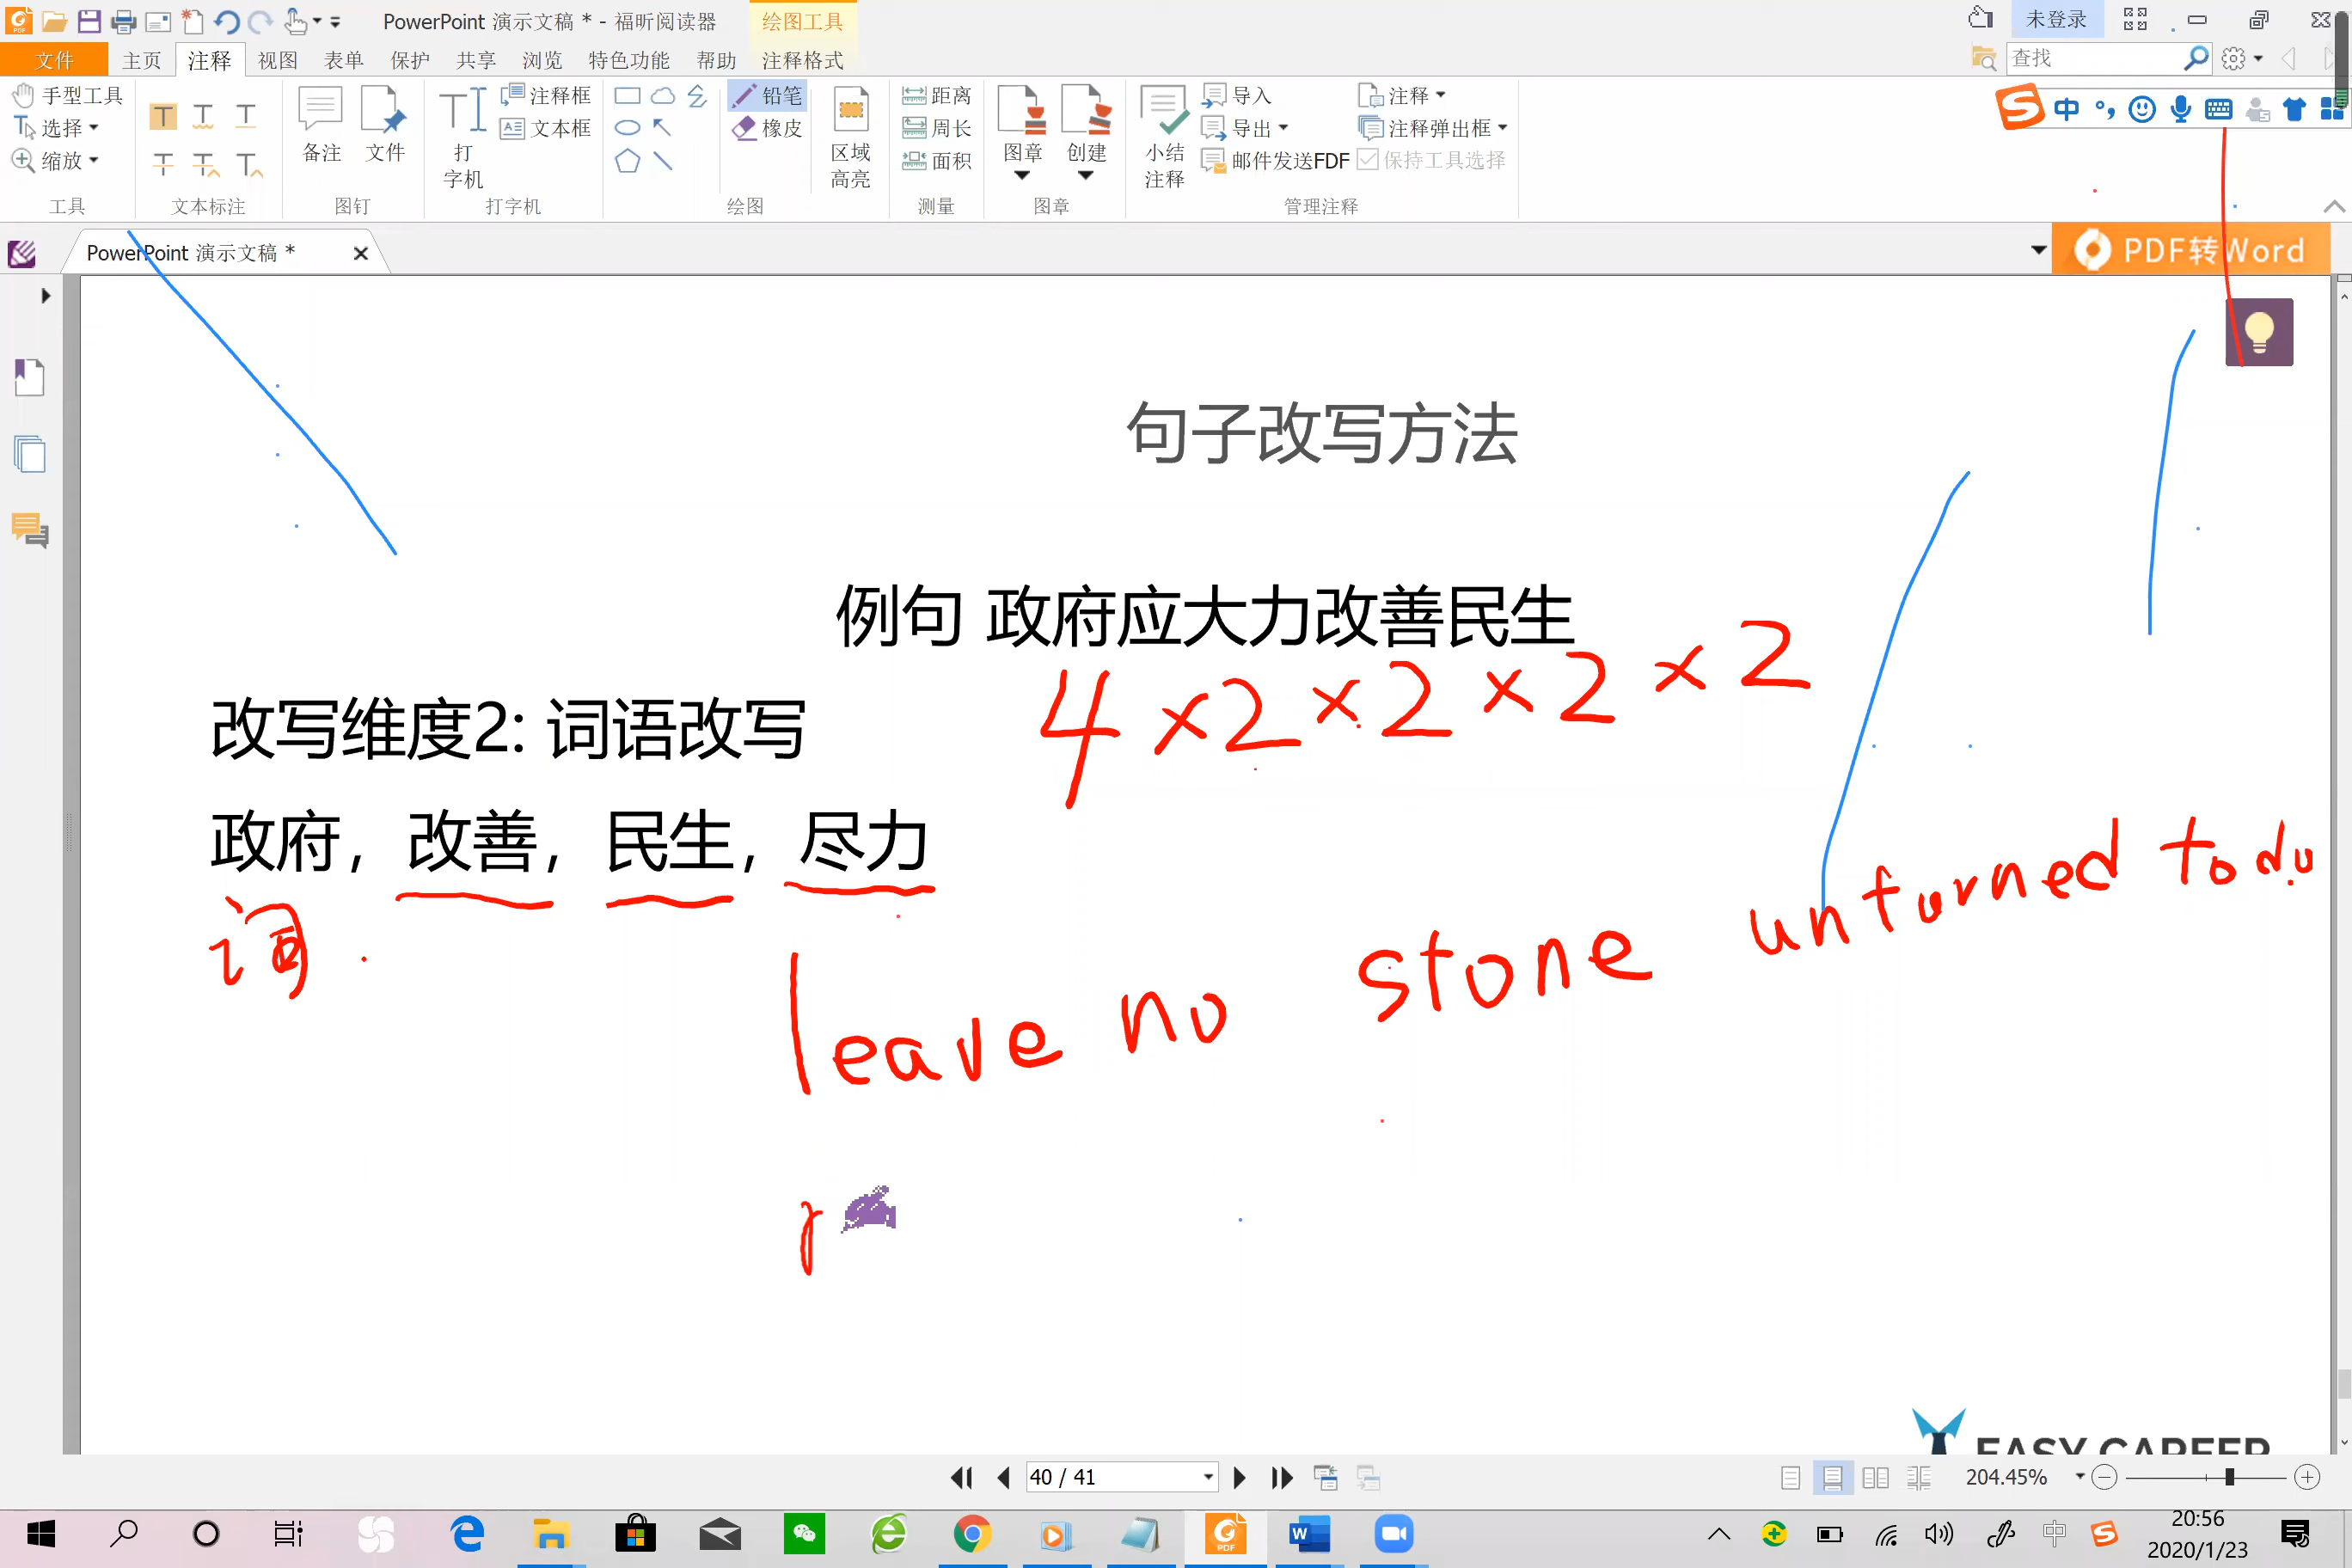 PowerPoint 演示文稿 * - 福昕阅读器
绘图工具
未登录
文件 主页 注释 视图 表单 保护 共享 浏览 特色功能 帮助 注释格式
查找
手型工具
选择
缩放
工具
文本标注
备注 文件
图钉
打字机
注释框
文本框
打字机
铅笔
橡皮
区域高亮
绘图
距离
周长
面积
测量
图章 创建
图章
小结注释
导入
导出
邮件发送FDF
注释
注释弹出框
保持工具选择
管理注释
中
PowerPoint 演示文稿 *
PDF转Word
句子改写方法
例句 政府应大力改善民生
4 × 2 × 2 × 2 × 2
改写维度2: 词语改写
政府，改善，民生，尽力
词
leave no stone unturned to do
r
EASY CAREER
40 / 41
204.45%
中
20:56
2020/1/23